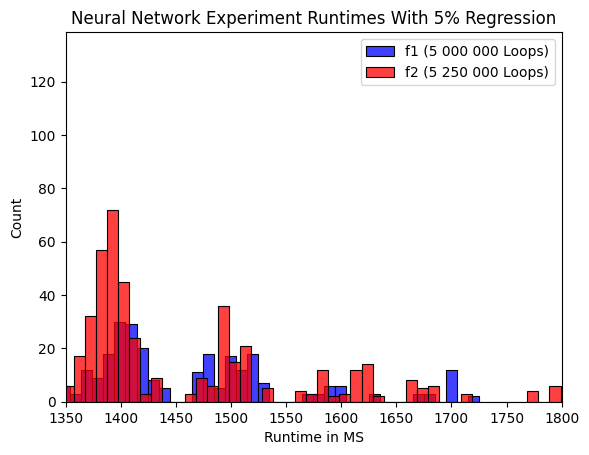 Neural Network Experiment Runtimes With 5% Regression
f1 (5 000 000 Loops)
f2 (5 250 000 Loops)
Count
120
100
80
60
40
20
0
1350 1400 1450 1500 1550 1600 1650 1700 1750 1800
Runtime in MS